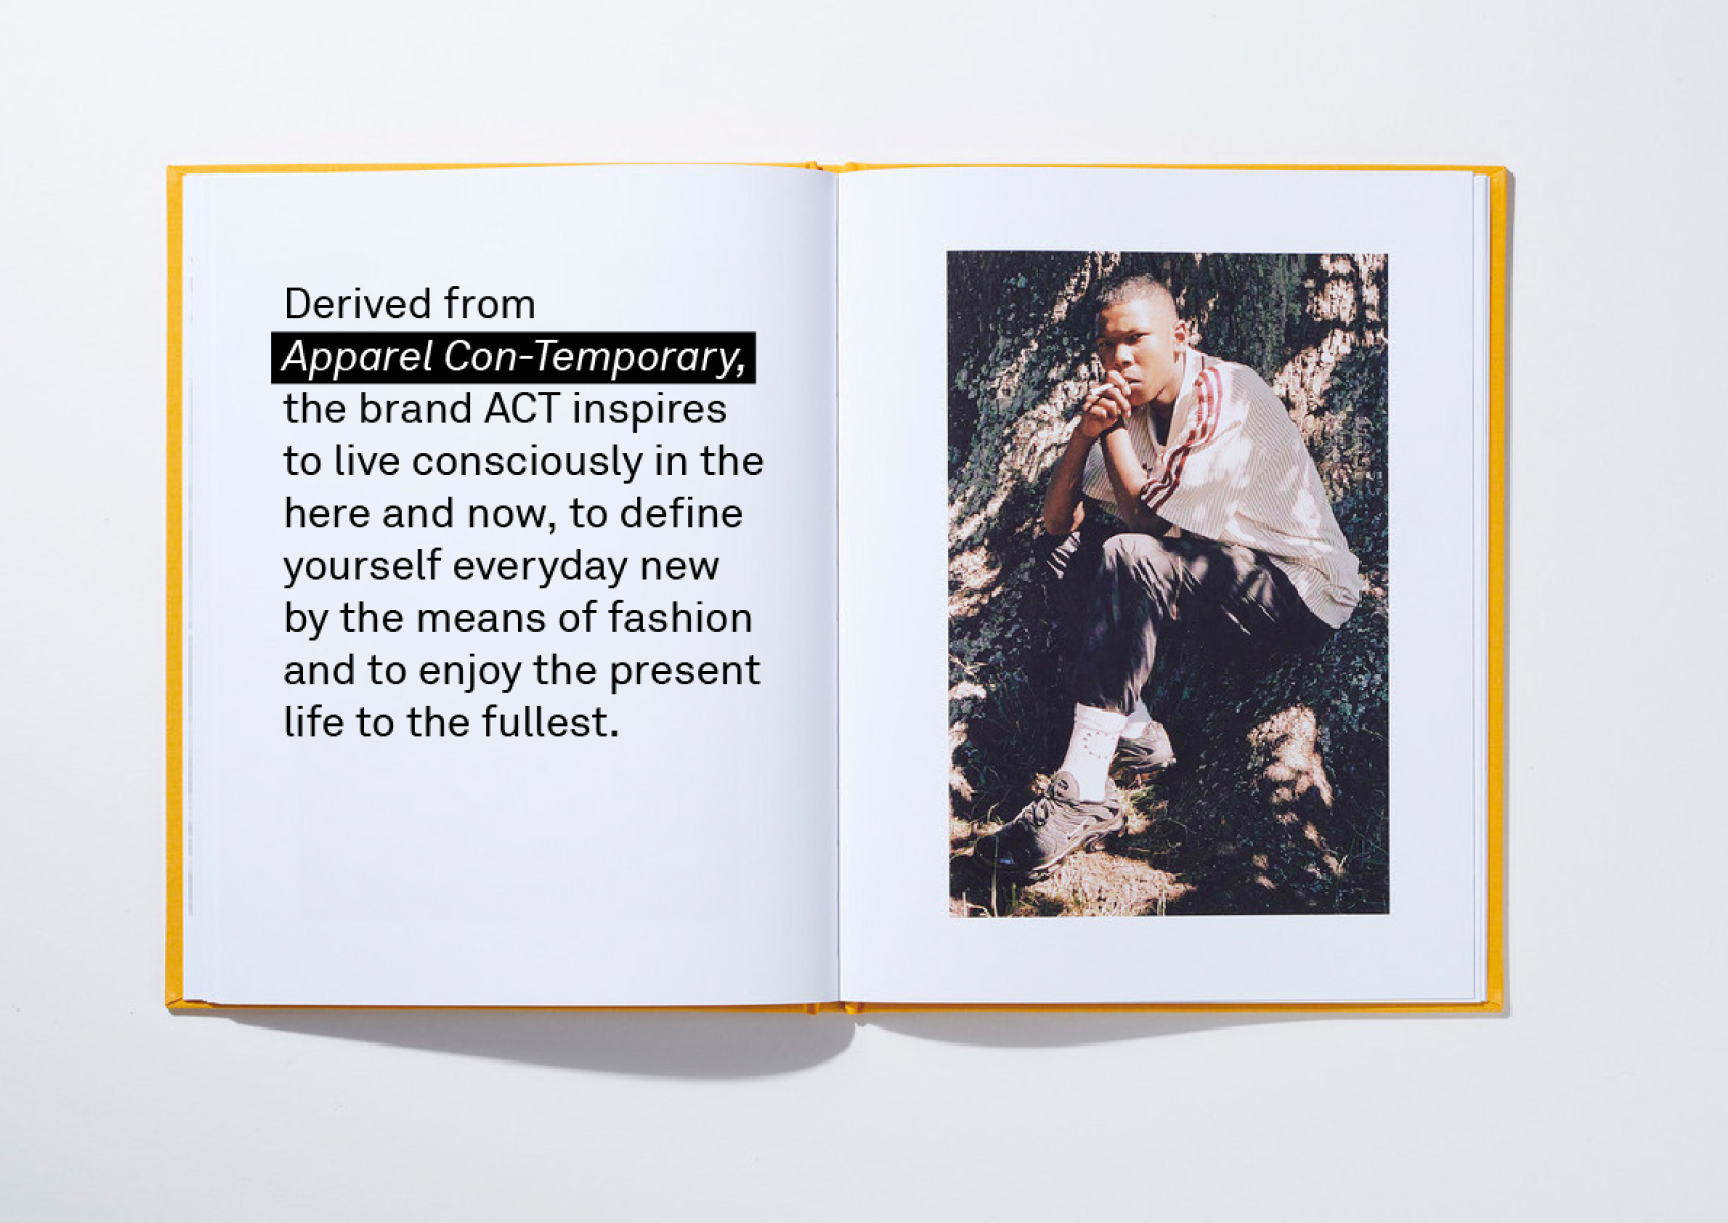 Derived from
Apparel Con-Temporary,
the brand ACT inspires
to live consciously in the
here and now, to define
yourself everyday new
by the means of fashion
and to enjoy the present
life to the fullest.